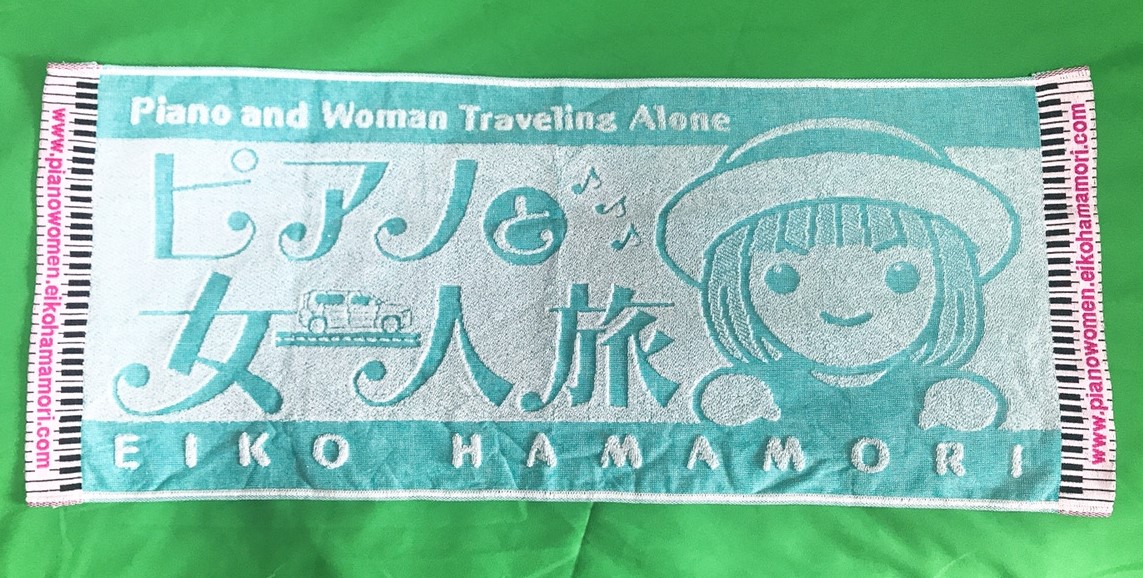 Piano and Woman Traveling Alone
ピアノと
女一人旅
EIKO HAMAMORI
www.pianowomen.eikohamamori.com
www.pianowomen.eikohamamori.com